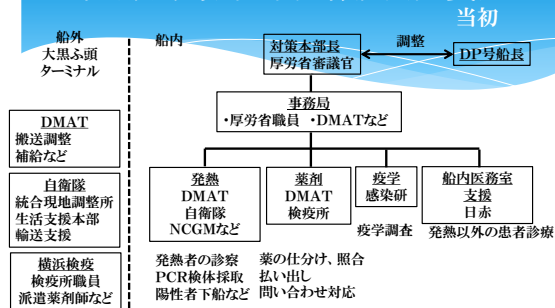 当初
船外
大黒ふ頭
ターミナル
船内
対策本部長
厚労省審議官
調整
DP号船長
事務局
・厚労省職員 ・DMATなど
DMAT
搬送調整
補給など
自衛隊
統合現地調整所
生活支援本部
輸送支援
横浜検疫
検疫所職員
派遣薬剤師など
発熱
DMAT
自衛隊
NCGMなど
発熱者の診察
PCR検体採取
陽性者下船など
薬剤
DMAT
検疫所
薬の仕分け、照合
払い出し
問い合わせ対応
疫学
感染研
疫学調査
船内医務室
支援
日赤
発熱以外の患者診療